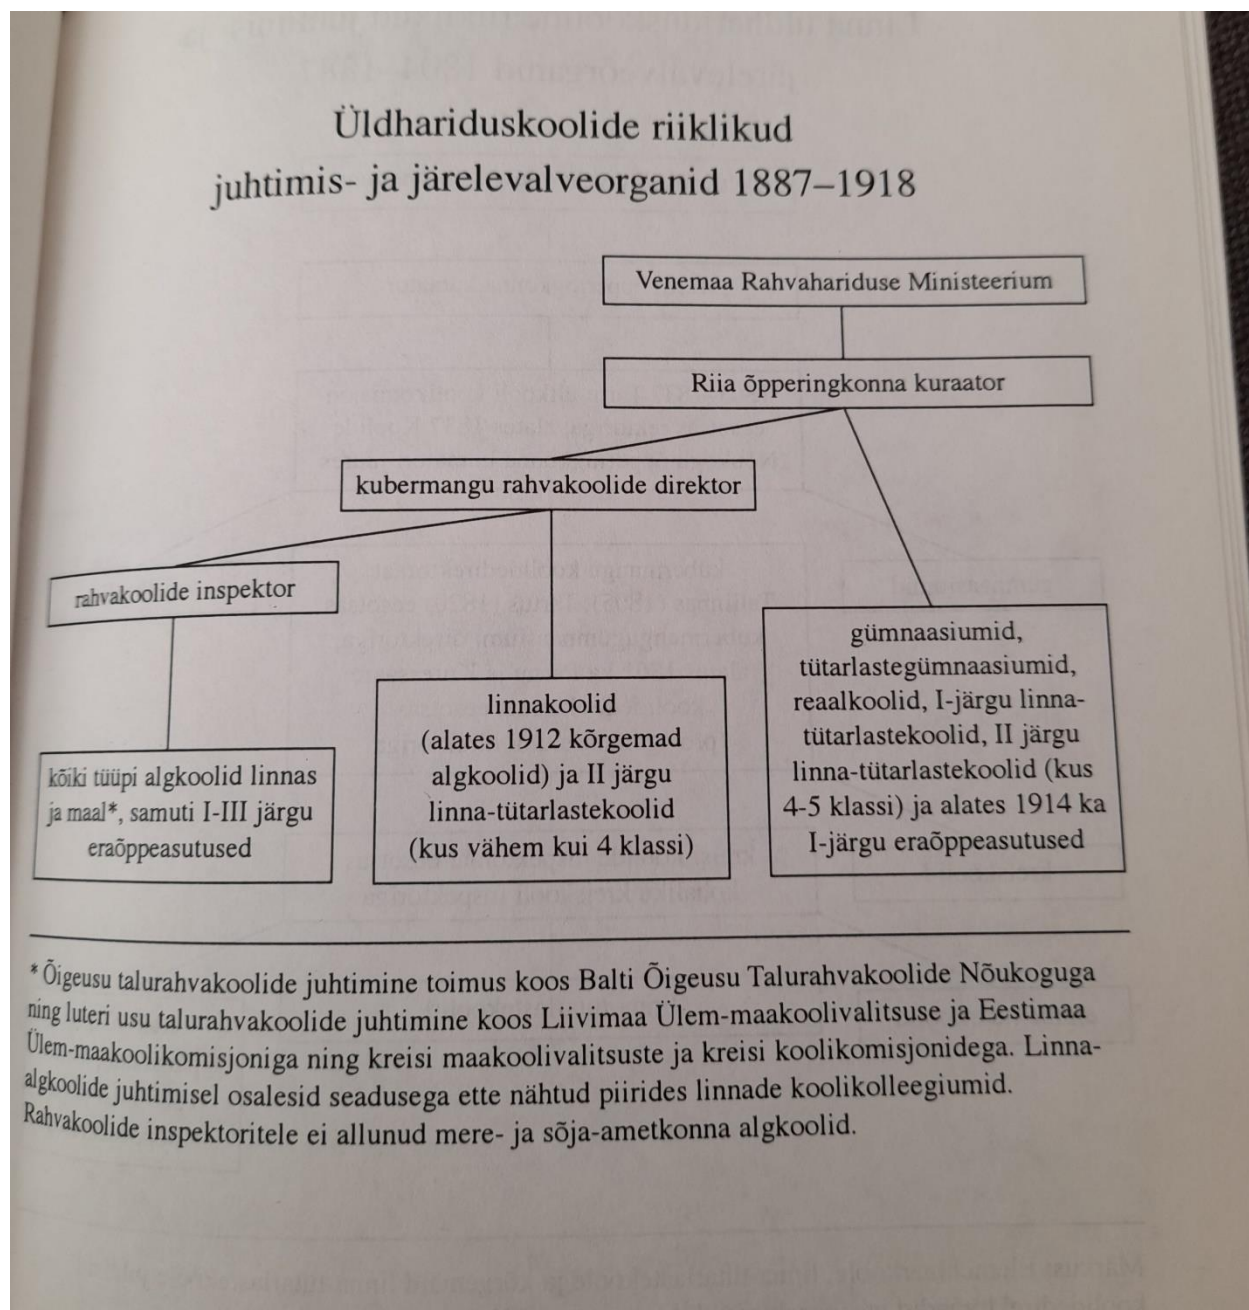 Üldhariduskoolide riiklikud
juhtimis- ja järelevalveorganid 1887–1918
Venemaa Rahvahariduse Ministeerium
Riia õpperingkonna kuraator
kubermangu rahvakoolide direktor
rahvakoolide inspektor
kõiki tüüpi algkoolid linnas
ja maal*, samuti I-III järgu
eraõppeasutused
linnakoolid
(alates 1912 kõrgemad
algkoolid) ja II järgu
linna-tütarlastekoolid
(kus vähem kui 4 klassi)
gümnaasiumid,
tütarlastegümnaasiumid,
reaalkoolid, I-järgu linna-
tütarlastekoolid, II järgu
linna-tütarlastekoolid (kus
4-5 klassi) ja alates 1914 ka
I-järgu eraõppeasutused
* Õigeusu talurahvakoolide juhtimine toimus koos Balti Õigeusu Talurahvakoolide Nõukoguga
ning luteri usu talurahvakoolide juhtimine koos Liivimaa Ülem-maakoolivalitsuse ja Eestimaa
Ülem-maakoolikomisjoniga ning kreisi maakoolivalitsuste ja kreisi koolikomisjonidega. Linna-
algkoolide juhtimisel osalesid seadusega ette nähtud piirides linnade koolikolleegiumid.
Rahvakoolide inspektoritele ei allunud mere- ja sõja-ametkonna algkoolid.